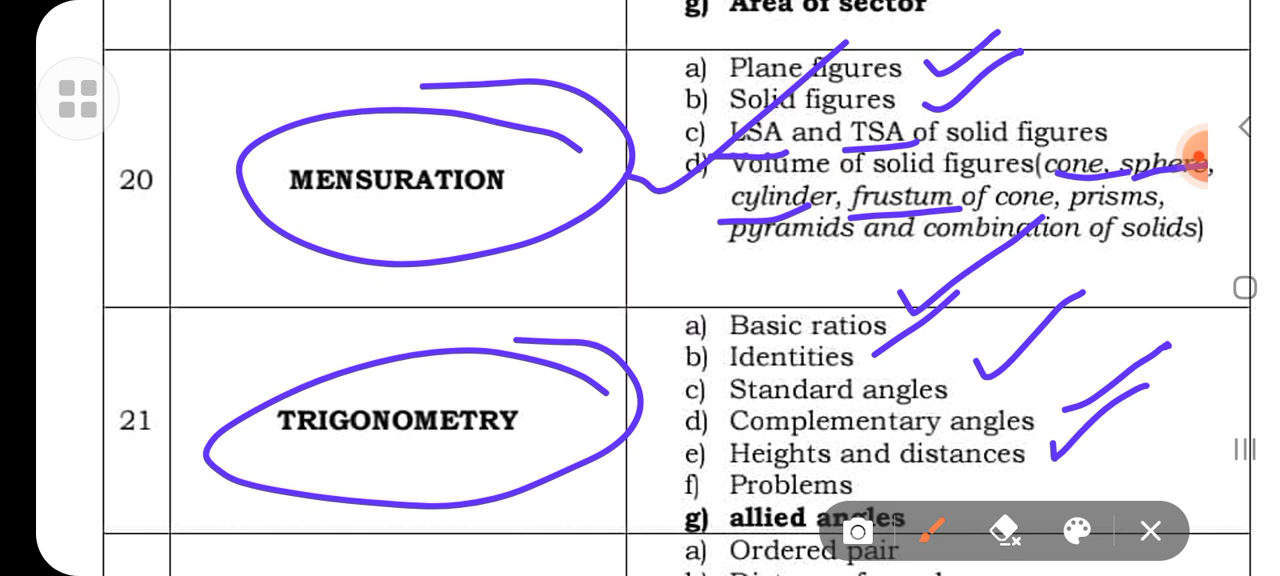 g) Area of sector
20
MENSURATION
a) Plane figures
b) Solid figures
c) LSA and TSA of solid figures
d) Volume of solid figures(cone, sphere,
cylinder, frustum of cone, prisms,
pyramids and combination of solids)
21
TRIGONOMETRY
a) Basic ratios
b) Identities
c) Standard angles
d) Complementary angles
e) Heights and distances
f) Problems
g) allied angles
a) Ordered pair